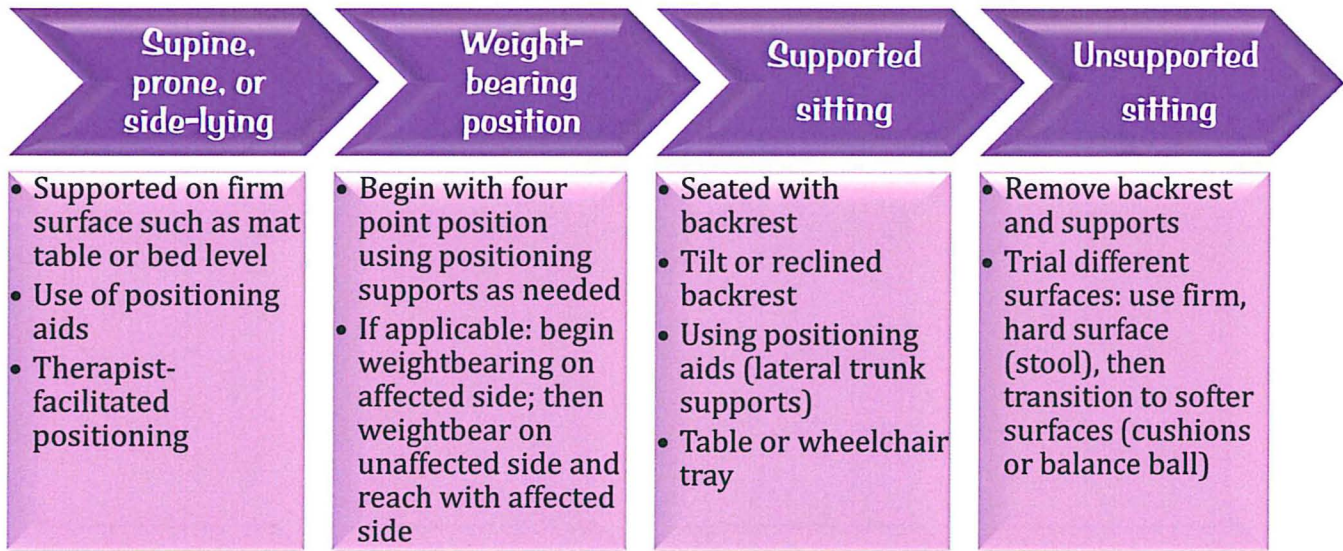 Supine,
prone, or
side-lying
• Supported on firm
surface such as mat
table or bed level
• Use of positioning
aids
• Therapist-
facilitated
positioning
Weight-
bearing
position
• Begin with four
point position
using positioning
supports as needed
• If applicable: begin
weightbearing on
affected side; then
weightbear on
unaffected side and
reach with affected
side
Supported
sitting
• Seated with
backrest
• Tilt or reclined
backrest
• Using positioning
aids (lateral trunk
supports)
• Table or wheelchair
tray
Unsupported
sitting
• Remove backrest
and supports
• Trial different
surfaces: use firm,
hard surface
(stool), then
transition to softer
surfaces (cushions
or balance ball)